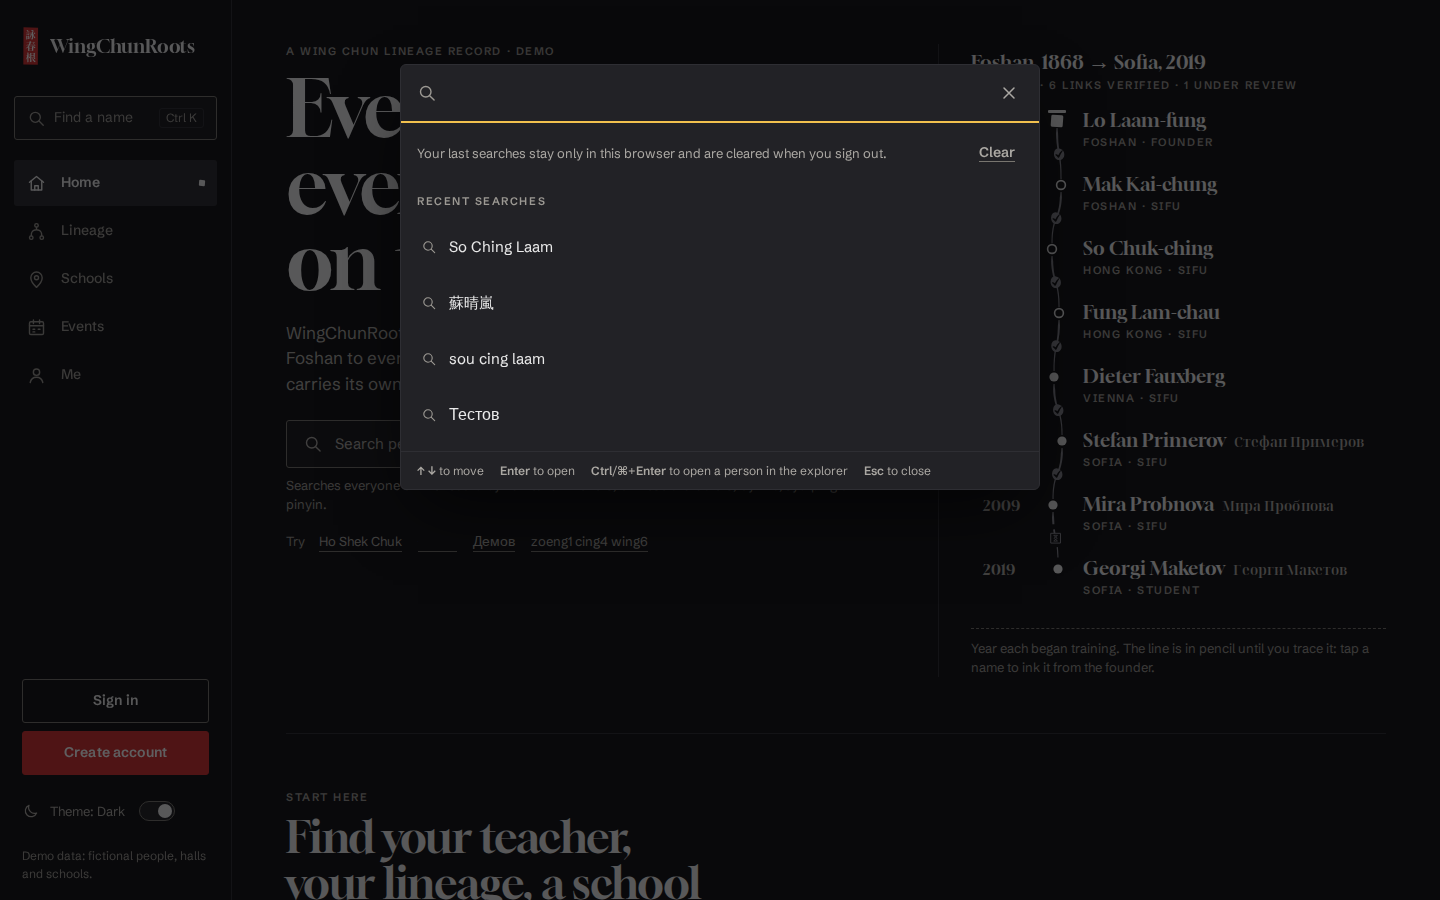 詠春根
WingChunRoots
Find a name
Ctrl K
Home
Lineage
Schools
Events
Me
Sign in
Create account
Theme: Dark
Demo data: fictional people, halls
and schools.
A WING CHUN LINEAGE RECORD · DEMO
on
Foshan to
carries its own
Searches everyone
pinyin.
Try Ho Shek Chuk Демов zoeng1 cing4 wing6
Your last searches stay only in this browser and are cleared when you sign out.
Clear
RECENT SEARCHES
So Ching Laam
蘇晴嵐
sou cing laam
Тестов
↑↓ to move Enter to open Ctrl/⌘+Enter to open a person in the explorer Esc to close
Foshan, 1868 → Sofia, 2019
· 6 LINKS VERIFIED · 1 UNDER REVIEW
Lo Laam-fung
FOSHAN · FOUNDER
Mak Kai-chung
FOSHAN · SIFU
So Chuk-ching
HONG KONG · SIFU
Fung Lam-chau
HONG KONG · SIFU
Dieter Fauxberg
VIENNA · SIFU
Stefan Primerov Стефан Примеров
SOFIA · SIFU
2009
Mira Probnova Мира Пробнова
SOFIA · SIFU
2019
Georgi Maketov Георги Макетов
SOFIA · STUDENT
Year each began training. The line is in pencil until you trace it: tap a
name to ink it from the founder.
START HERE
Find your teacher,
your lineage, a school